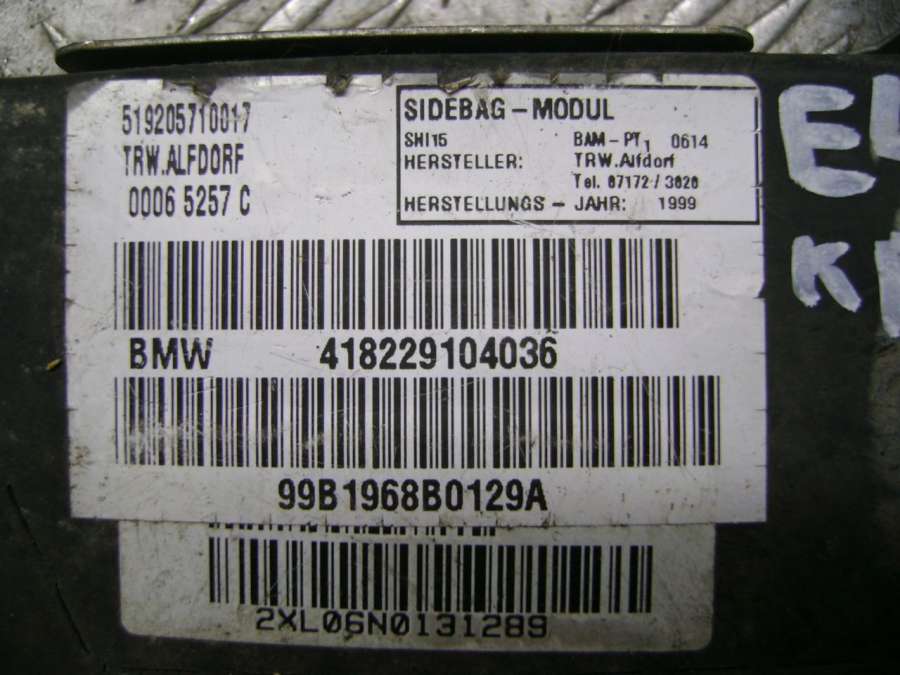 519205710017
TRW.ALFDORF
0006 5257 C
SIDEBAG - MODUL
SHI15 BAM - PT1 0614
HERSTELLER: TRW.Alfdorf
Tel. 07172 / 3020
HERSTELLUNGS - JAHR: 1999
BMW 418229104036
99B1968B0129A
2XL06N0131289